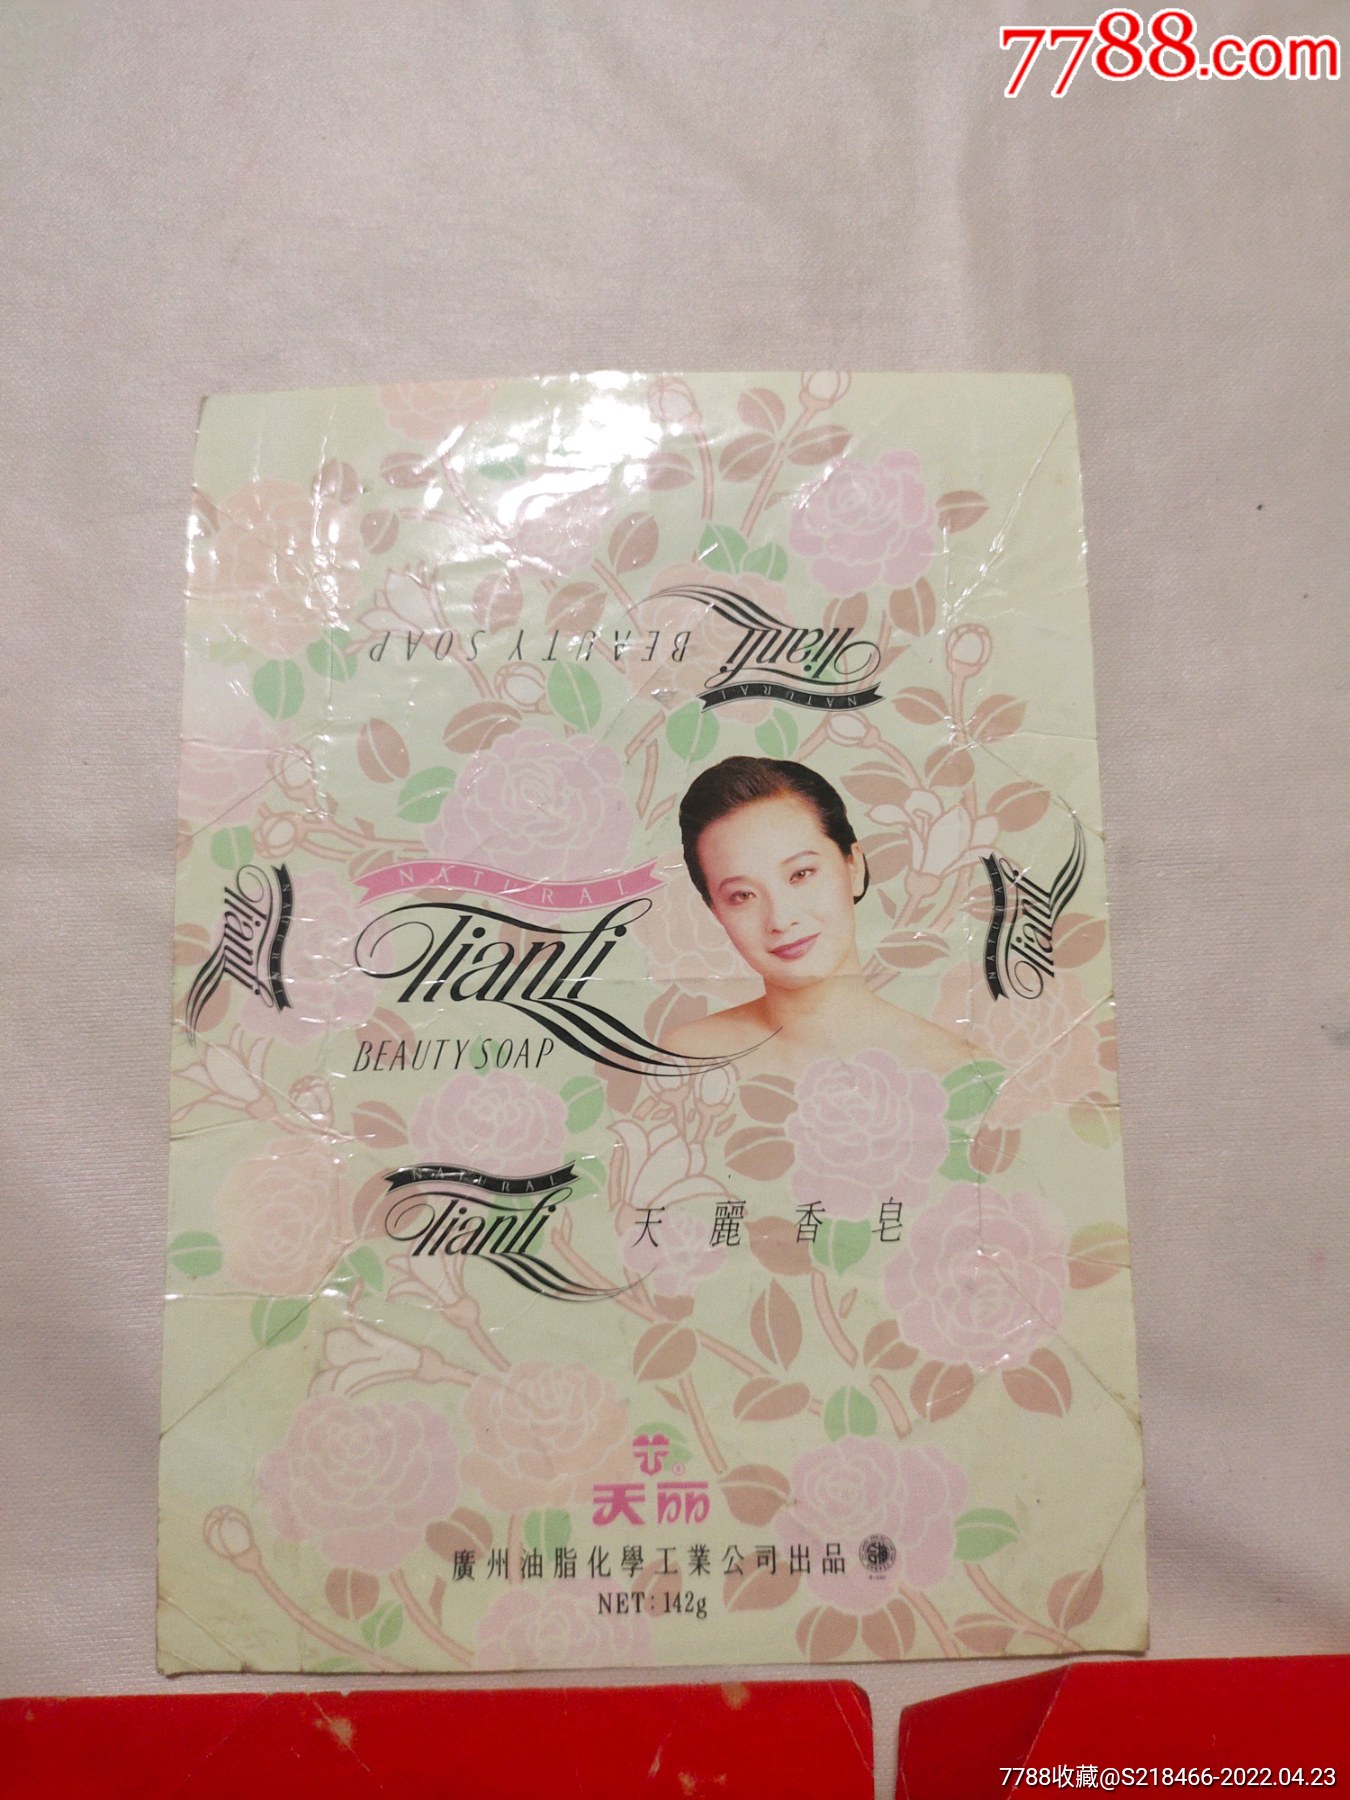 7788.com
BEAUTY SOAP
Tianli
NATURAL
NATURAL
Tianli
BEAUTY SOAP
NATURAL
Tianli
NATURAL
Tianli
NATURAL
Tianli
天麗香皂
®
天丽
廣州油脂化學工業公司出品
NET:142g
7788收藏@S218466-2022.04.23